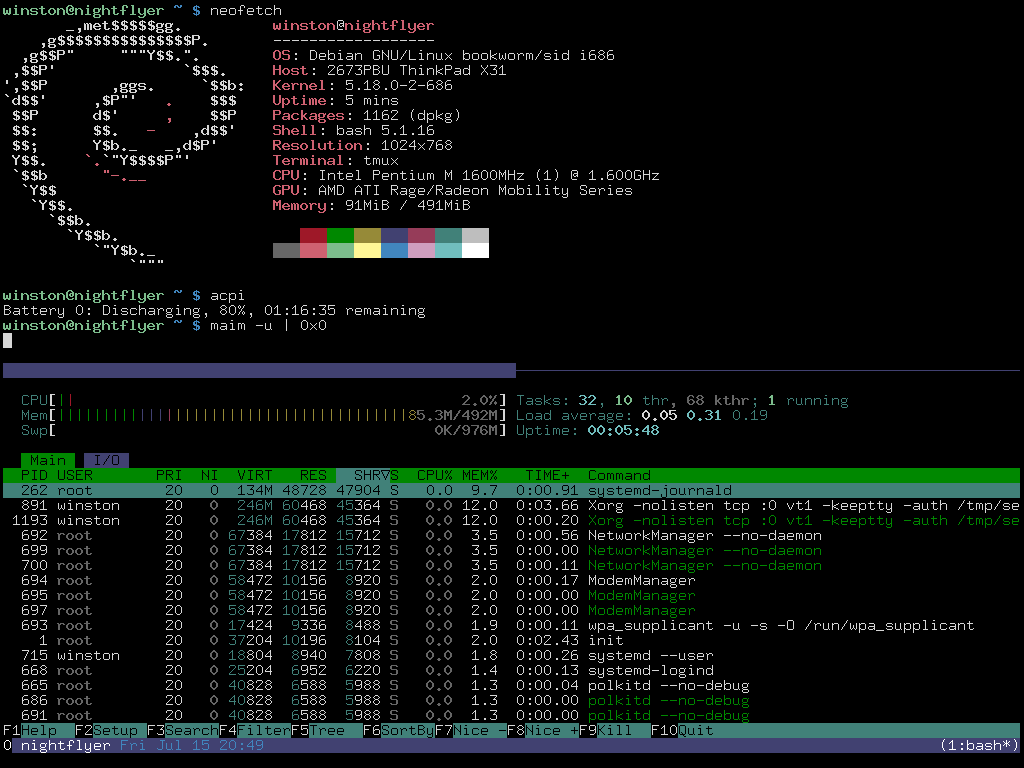 winston@nightflyer ~ $ neofetch
winston@nightflyer
------------------
OS: Debian GNU/Linux bookworm/sid i686
Host: 2673PBU ThinkPad X31
Kernel: 5.18.0-2-686
Uptime: 5 mins
Packages: 1162 (dpkg)
Shell: bash 5.1.16
Resolution: 1024x768
Terminal: tmux
CPU: Intel Pentium M 1600MHz (1) @ 1.600GHz
GPU: AMD ATI Rage/Radeon Mobility Series
Memory: 91MiB / 491MiB
winston@nightflyer ~ $ acpi
Battery 0: Discharging, 80%, 01:16:35 remaining
winston@nightflyer ~ $ maim -u | 0x0
CPU[|| 2.0%] Tasks: 32, 10 thr, 68 kthr; 1 running
Mem[||||||||||||||||||||||||||||||||||||||85.3M/492M] Load average: 0.05 0.31 0.19
Swp[ 0K/976M] Uptime: 00:05:48
Main I/O
PID USER PRI NI VIRT RES SHR▽S CPU% MEM% TIME+ Command
262 root 20 0 134M 48728 47904 S 0.0 9.7 0:00.91 systemd-journald
891 winston 20 0 246M 60468 45364 S 0.0 12.0 0:03.66 Xorg -nolisten tcp :0 vt1 -keeptty -auth /tmp/se
1193 winston 20 0 246M 60468 45364 S 0.0 12.0 0:00.20 Xorg -nolisten tcp :0 vt1 -keeptty -auth /tmp/se
692 root 20 0 67384 17812 15712 S 0.0 3.5 0:00.56 NetworkManager --no-daemon
699 root 20 0 67384 17812 15712 S 0.0 3.5 0:00.00 NetworkManager --no-daemon
700 root 20 0 67384 17812 15712 S 0.0 3.5 0:00.11 NetworkManager --no-daemon
694 root 20 0 58472 10156 8920 S 0.0 2.0 0:00.17 ModemManager
695 root 20 0 58472 10156 8920 S 0.0 2.0 0:00.00 ModemManager
697 root 20 0 58472 10156 8920 S 0.0 2.0 0:00.00 ModemManager
693 root 20 0 17424 9336 8488 S 0.0 1.9 0:00.11 wpa_supplicant -u -s -O /run/wpa_supplicant
1 root 20 0 37204 10196 8104 S 0.0 2.0 0:02.43 init
715 winston 20 0 18804 8940 7808 S 0.0 1.8 0:00.26 systemd --user
668 root 20 0 25204 6952 6220 S 0.0 1.4 0:00.13 systemd-logind
665 root 20 0 40828 6588 5988 S 0.0 1.3 0:00.04 polkitd --no-debug
686 root 20 0 40828 6588 5988 S 0.0 1.3 0:00.00 polkitd --no-debug
691 root 20 0 40828 6588 5988 S 0.0 1.3 0:00.00 polkitd --no-debug
F1Help F2Setup F3SearchF4FilterF5Tree F6SortByF7Nice -F8Nice +F9Kill F10Quit
0 nightflyer Fri Jul 15 20:49 (1:bash*)